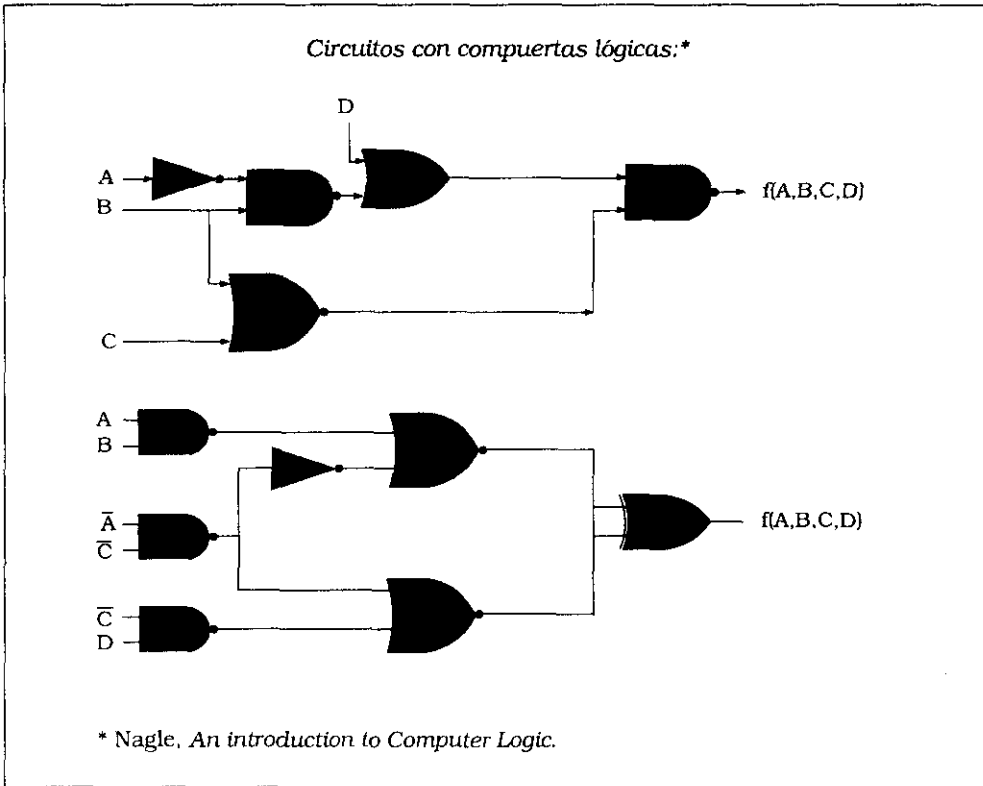 Circuitos con compuertas lógicas:*
D
A
B
f(A,B,C,D)
C
A
B
A̅
C̅
f(A,B,C,D)
C̅
D
* Nagle, An introduction to Computer Logic.